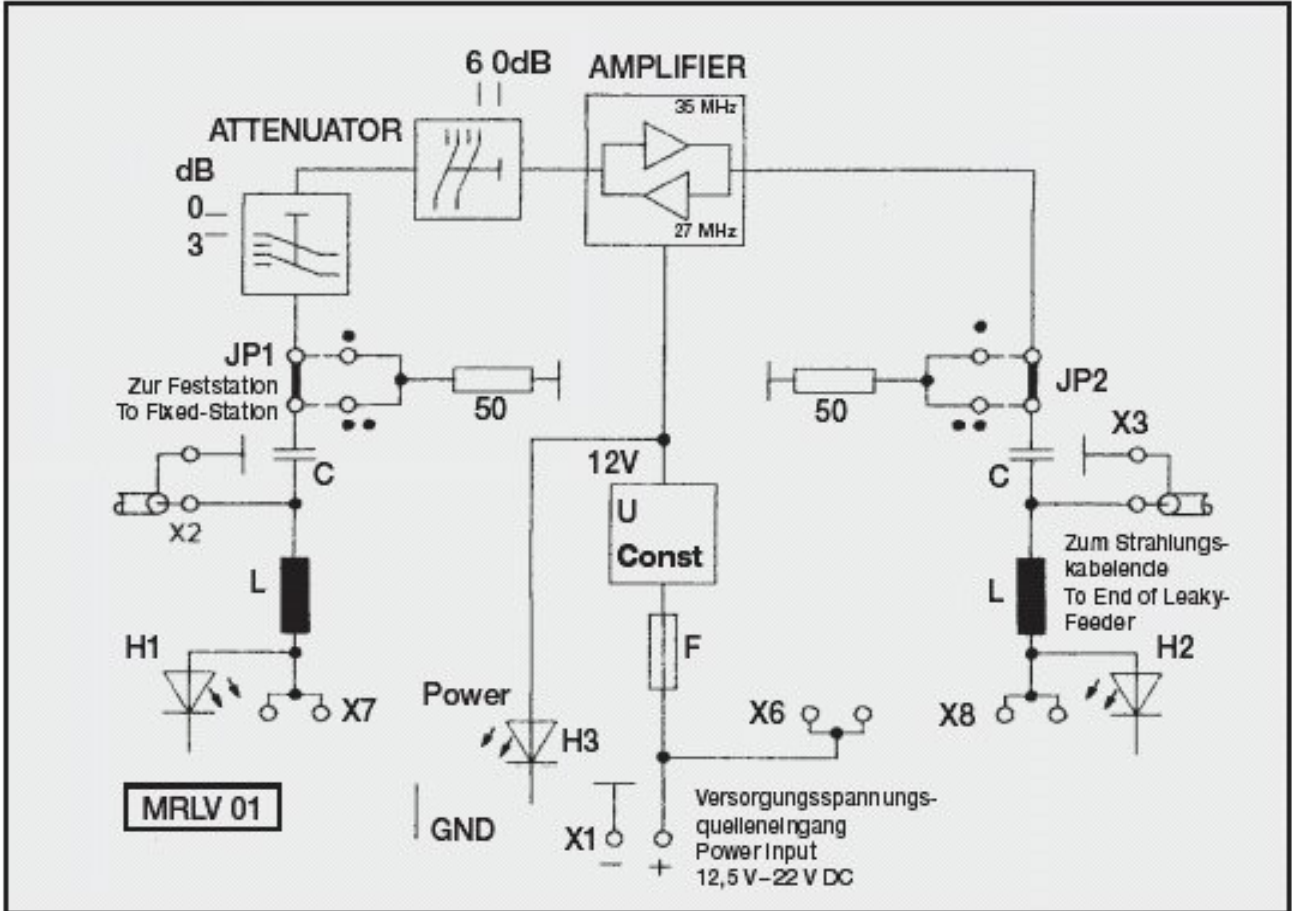 6 0dB
AMPLIFIER
35 MHz
ATTENUATOR
dB
0
3
27 MHz
JP1
Zur Feststation
To Fixed-Station
50
50
JP2
X3
C
12V
C
X2
U
Const
Zum Strahlungs-
kabelende
To End of Leaky-
Feeder
L
L
H1
F
H2
Power
X7
X6
X8
H3
MRLV 01
GND
X1
−
+
Versorgungsspannungs-
quelleneingang
Power Input
12,5 V–22 V DC